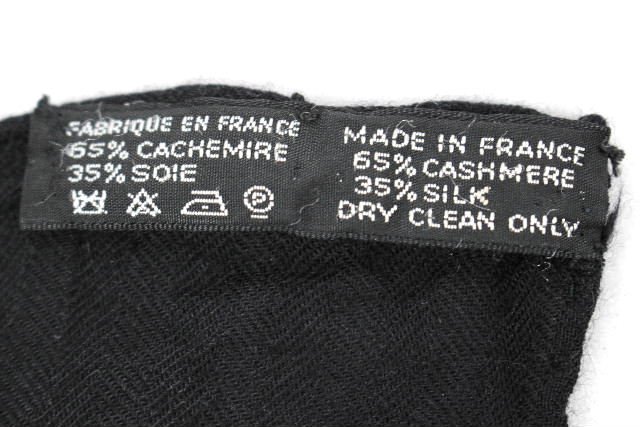 FABRIQUE EN FRANCE
65% CACHEMIRE
35% SOIE
P
MADE IN FRANCE
65% CASHMERE
35% SILK
DRY CLEAN ONLY